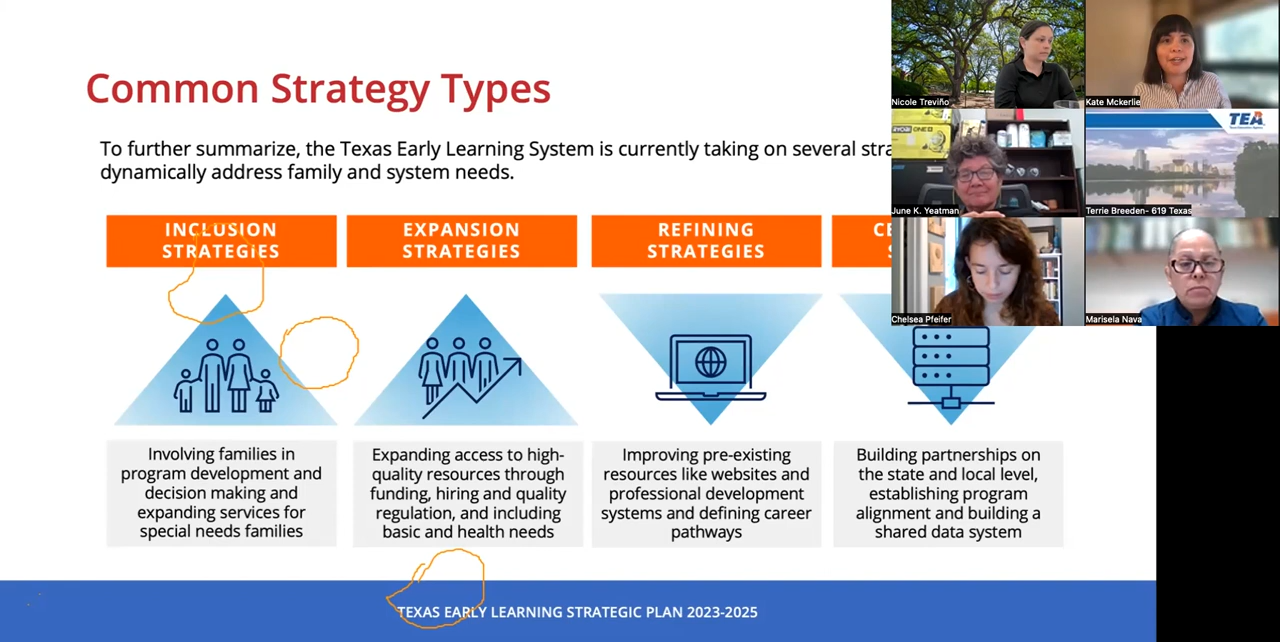 Common Strategy Types
To further summarize, the Texas Early Learning System is currently taking on several stra
dynamically address family and system needs.
INCLUSION
STRATEGIES
EXPANSION
STRATEGIES
REFINING
STRATEGIES
CE
S
Involving families in
program development and
decision making and
expanding services for
special needs families
Expanding access to high-
quality resources through
funding, hiring and quality
regulation, and including
basic and health needs
Improving pre-existing
resources like websites and
professional development
systems and defining career
pathways
Building partnerships on
the state and local level,
establishing program
alignment and building a
shared data system
TEXAS EARLY LEARNING STRATEGIC PLAN 2023-2025
Nicole Treviño
Kate Mckerlie
RYOBI ONE+
June K. Yeatman
TEA
Texas Education Agency
Terrie Breeden- 619 Texas
Chelsea Pfeifer
Marisela Nava